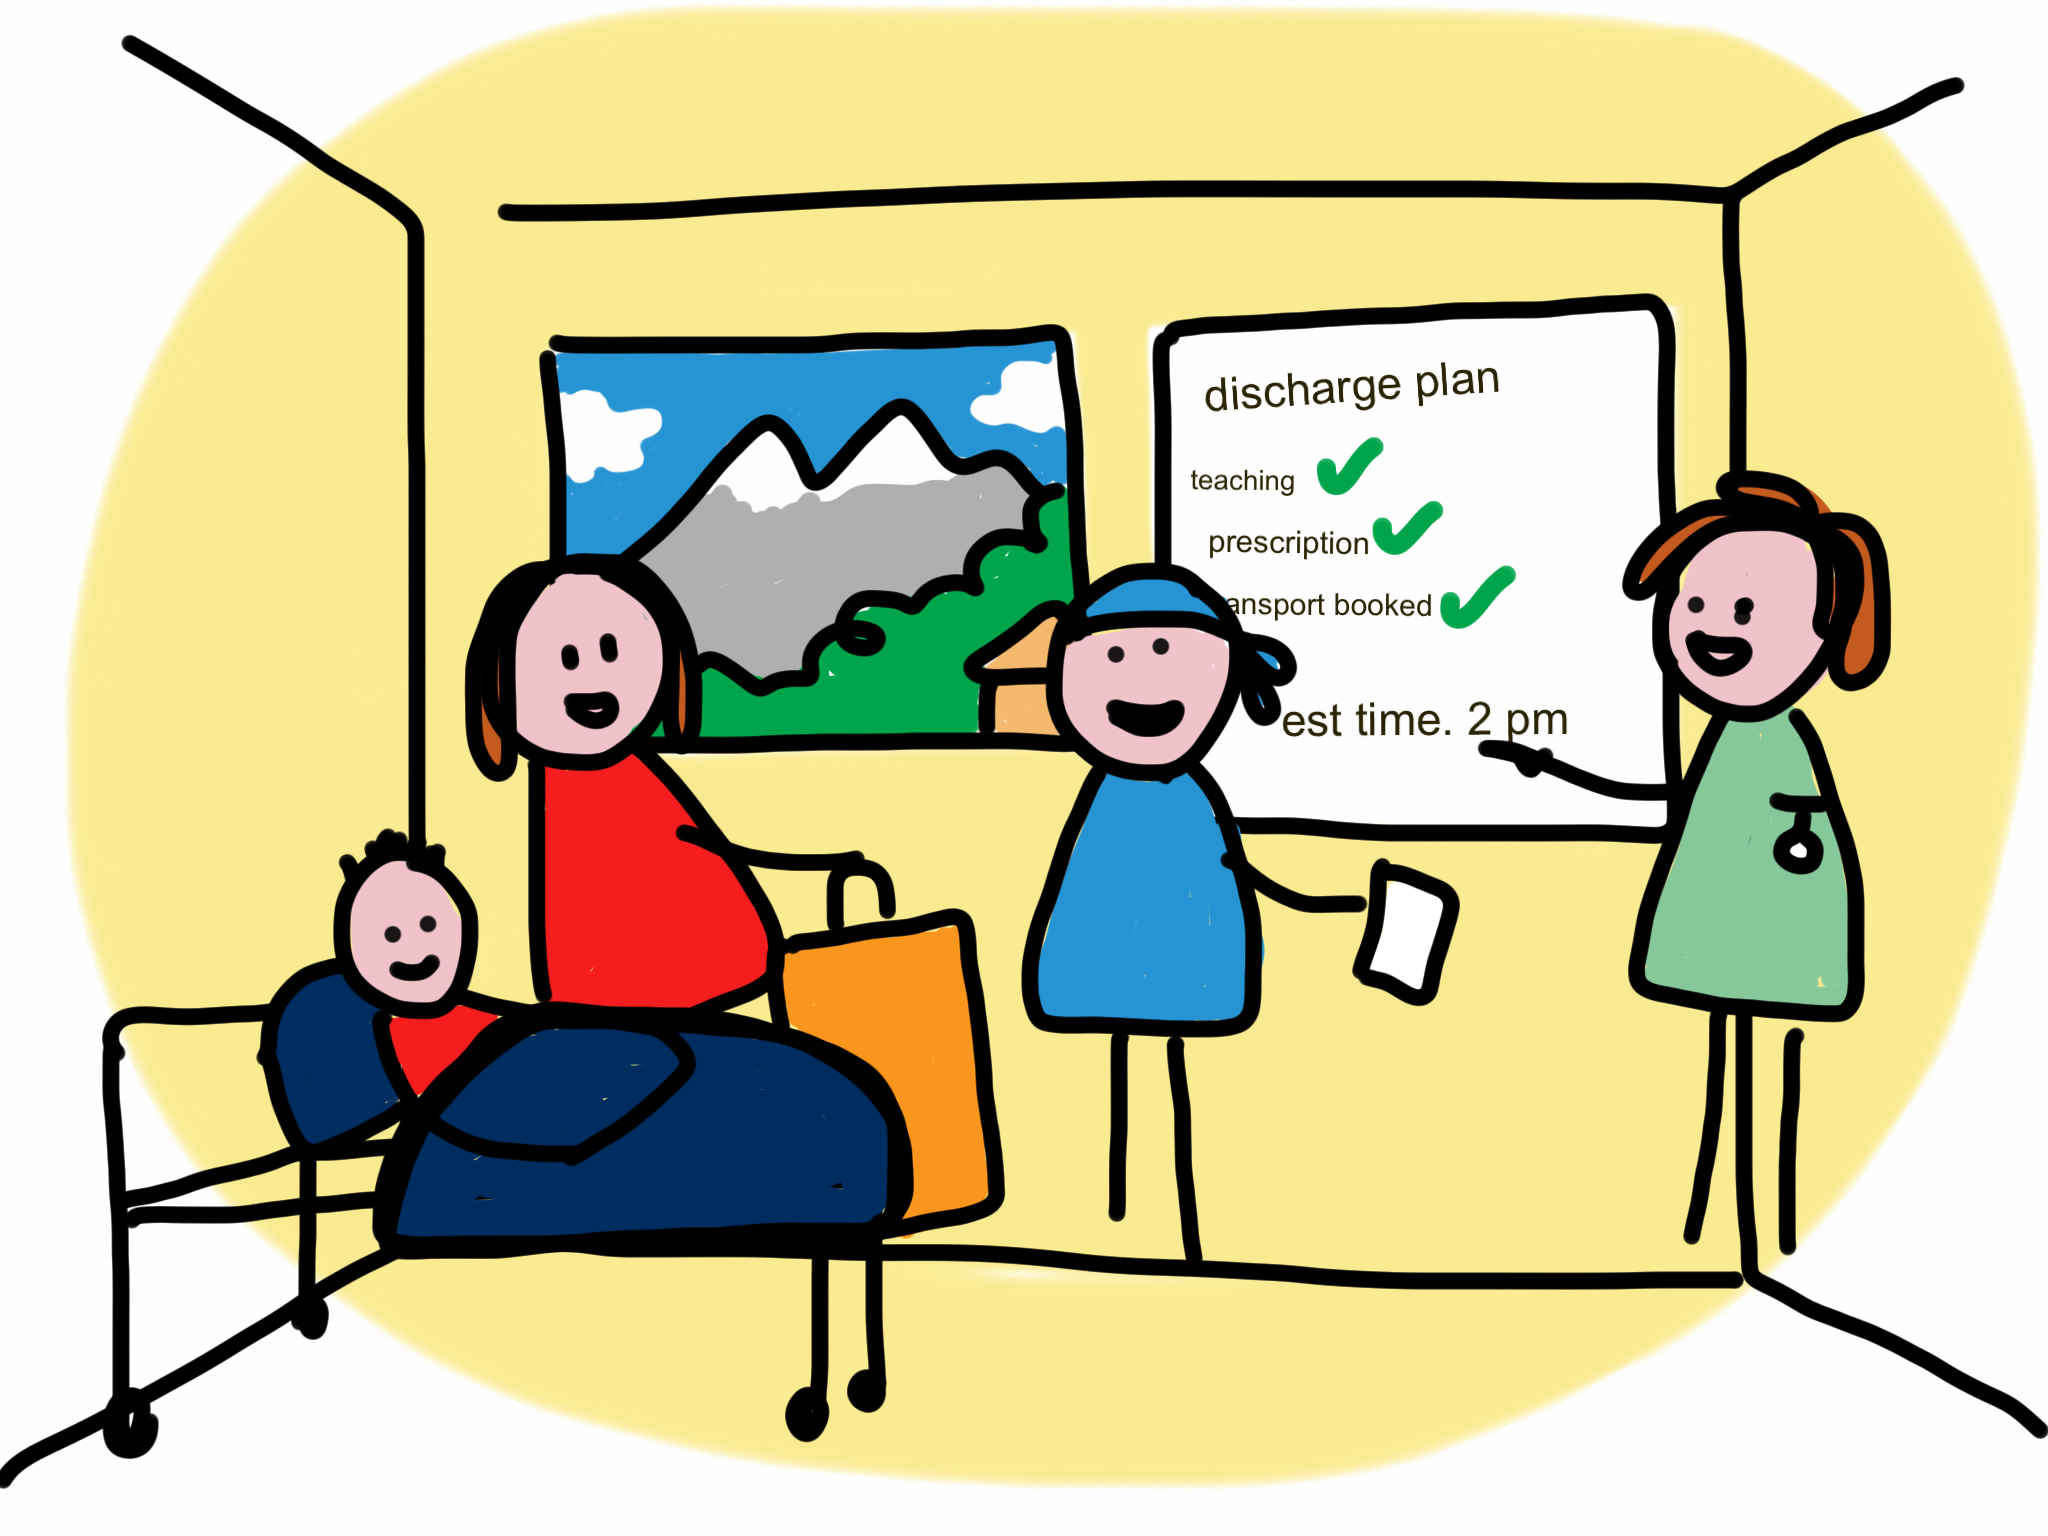 discharge plan
teaching
prescription
ansport booked
est time. 2 pm